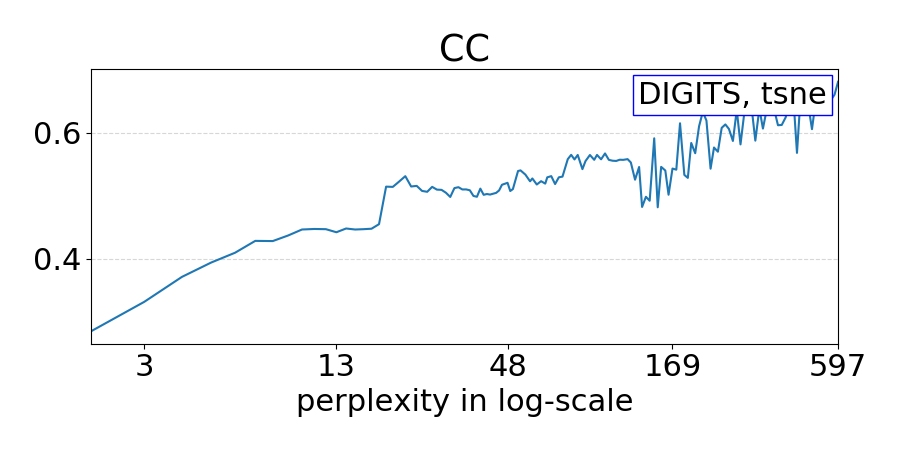 CC
DIGITS, tsne
0.6
0.4
3 13 48 169 597
perplexity in log-scale